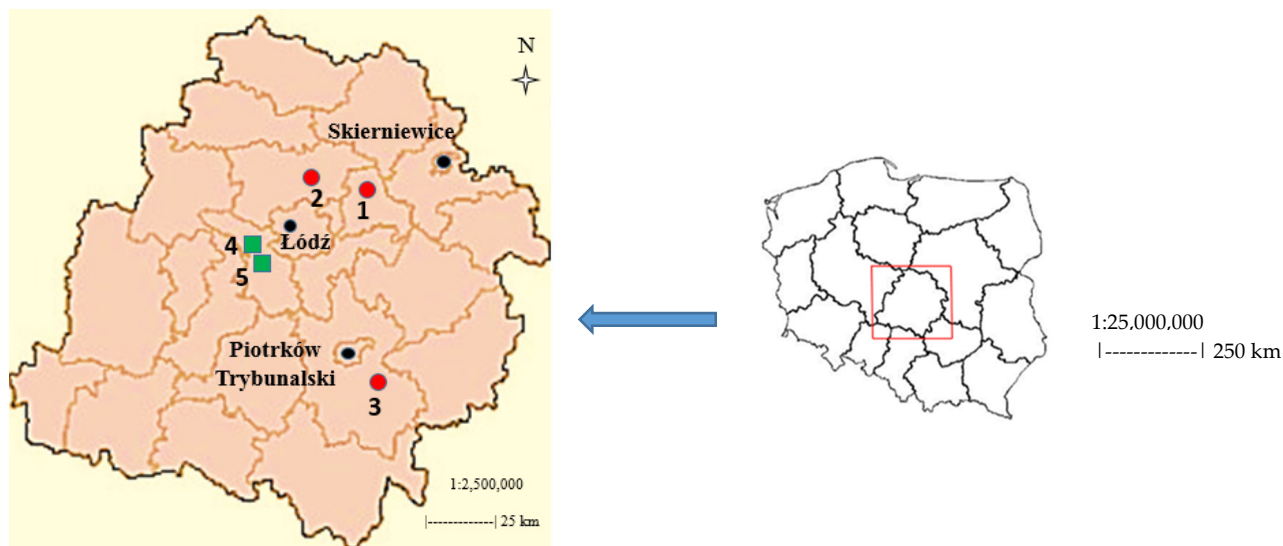 N
Skierniewice
2
1
Łódź
4
5
Piotrków
Trybunalski
3
1:2,500,000
|-------------| 25 km
1:25,000,000
|-------------| 250 km